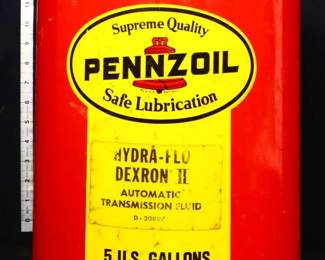 Supreme Quality
PENNZOIL
Safe Lubrication
HYDRA-FLO
DEXRON II
AUTOMATIC
TRANSMISSION FLUID
5 U.S. GALLONS